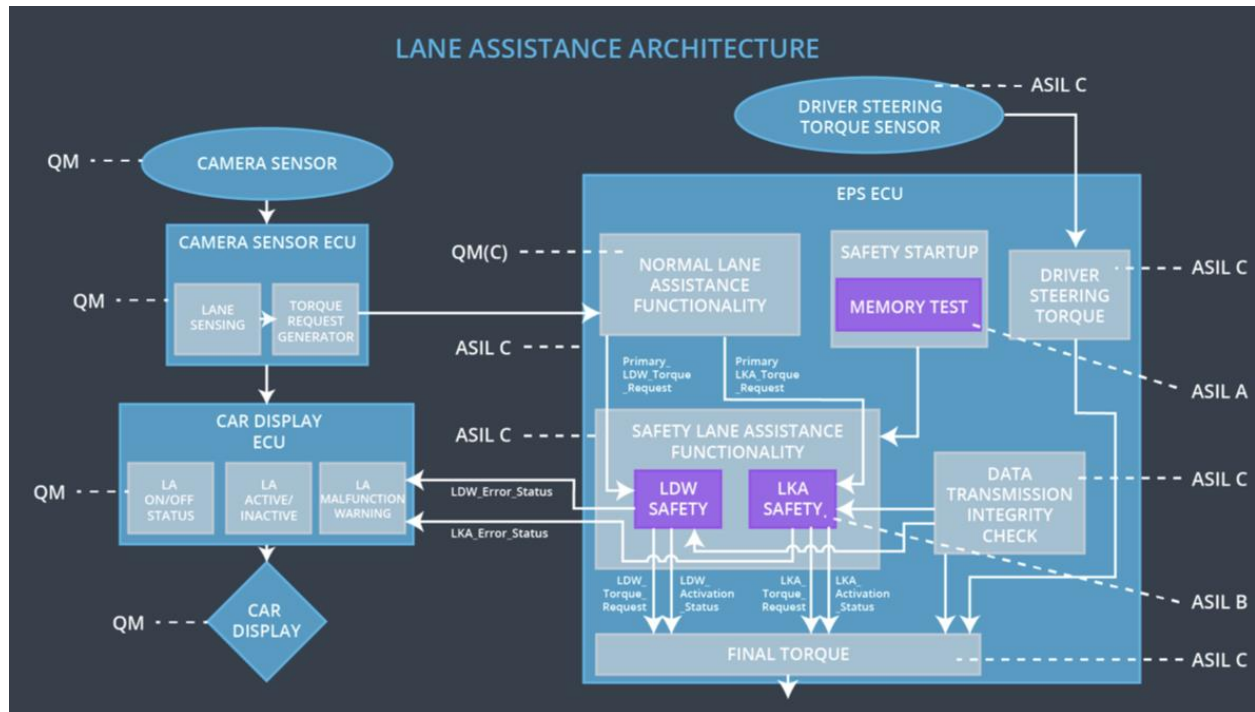 LANE ASSISTANCE ARCHITECTURE
ASIL C
DRIVER STEERING
TORQUE SENSOR
QM
CAMERA SENSOR
EPS ECU
CAMERA SENSOR ECU
QM
LANE
SENSING
TORQUE
REQUEST
GENERATOR
QM(C)
NORMAL LANE
ASSISTANCE
FUNCTIONALITY
SAFETY STARTUP
MEMORY TEST
DRIVER
STEERING
TORQUE
ASIL C
ASIL C
Primary_
LDW_Torque
_Request
Primary
LKA_Torque
_Request
ASIL A
CAR DISPLAY
ECU
QM
LA
ON/OFF
STATUS
LA
ACTIVE/
INACTIVE
LA
MALFUNCTION
WARNING
ASIL C
SAFETY LANE ASSISTANCE
FUNCTIONALITY
LDW
SAFETY
LKA
SAFETY
DATA
TRANSMISSION
INTEGRITY
CHECK
ASIL C
LDW_Error_Status
LKA_Error_Status
LDW_
Torque_
Request
LDW_
Activation
_Status
LKA_
Torque_
Request
LKA_
Activation
_Status
ASIL B
QM
CAR
DISPLAY
FINAL TORQUE
ASIL C